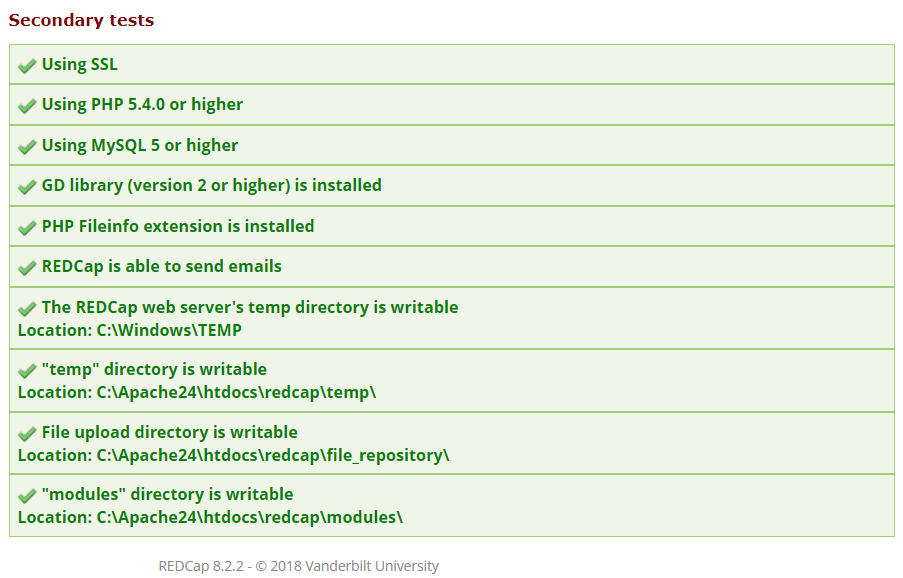 Secondary tests
Using SSL
Using PHP 5.4.0 or higher
Using MySQL 5 or higher
GD library (version 2 or higher) is installed
PHP Fileinfo extension is installed
REDCap is able to send emails
The REDCap web server's temp directory is writable
Location: C:\Windows\TEMP
"temp" directory is writable
Location: C:\Apache24\htdocs\redcap\temp\
File upload directory is writable
Location: C:\Apache24\htdocs\redcap\file_repository\
"modules" directory is writable
Location: C:\Apache24\htdocs\redcap\modules\
REDCap 8.2.2 - © 2018 Vanderbilt University